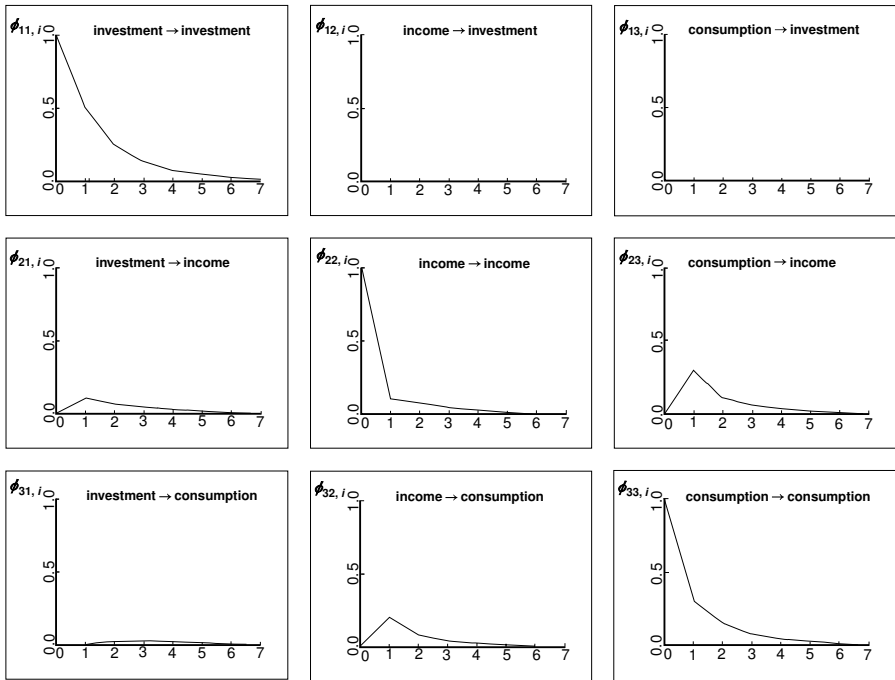 ϕ11, i investment → investment
1.0
0.5
0.0
0 1 2 3 4 5 6 7
ϕ12, i income → investment
1.0
0.5
0.0
0 1 2 3 4 5 6 7
ϕ13, i consumption → investment
1.0
0.5
0.0
0 1 2 3 4 5 6 7
ϕ21, i investment → income
1.0
0.5
0.0
0 1 2 3 4 5 6 7
ϕ22, i income → income
1.0
0.5
0.0
0 1 2 3 4 5 6 7
ϕ23, i consumption → income
1.0
0.5
0.0
0 1 2 3 4 5 6 7
ϕ31, i investment → consumption
1.0
0.5
0.0
0 1 2 3 4 5 6 7
ϕ32, i income → consumption
1.0
0.5
0.0
0 1 2 3 4 5 6 7
ϕ33, i consumption → consumption
1.0
0.5
0.0
0 1 2 3 4 5 6 7